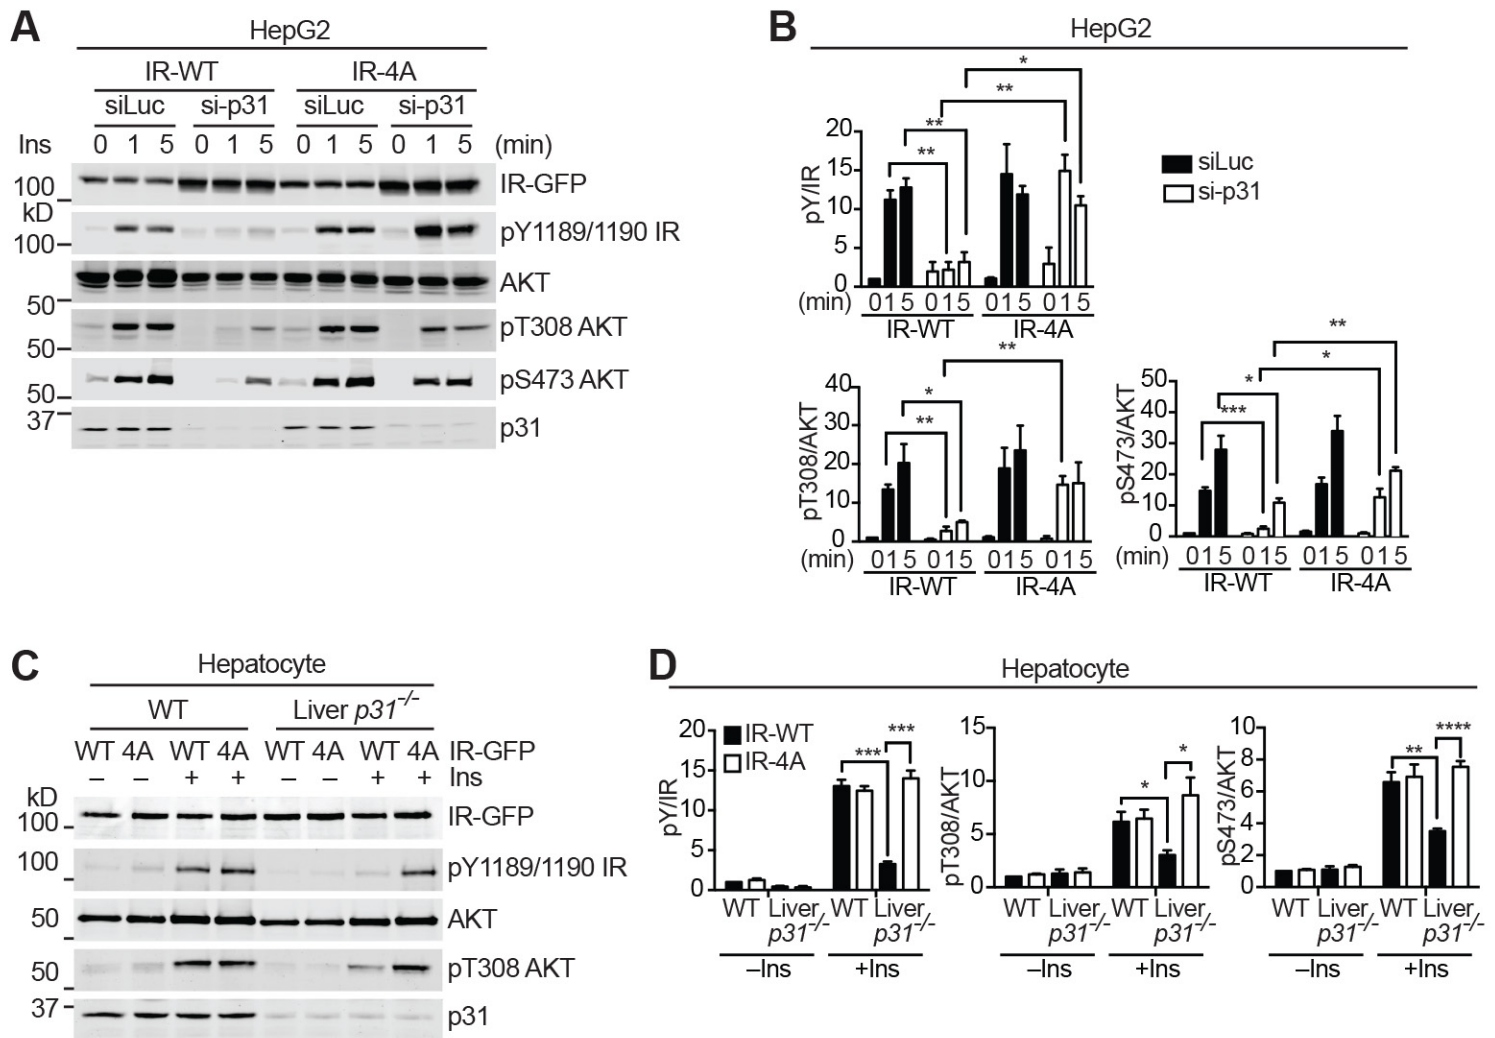 A
HepG2
IR-WT IR-4A
siLuc si-p31 siLuc si-p31
Ins 0 1 5 0 1 5 0 1 5 0 1 5 (min)
100 IR-GFP
kD
100 pY1189/1190 IR
AKT
50
pT308 AKT
50
pS473 AKT
50
37 p31
B
HepG2
*
**
**
**
20
15
10
5
0
pY/IR
siLuc
si-p31
(min) 0 1 5 0 1 5 0 1 5 0 1 5
IR-WT IR-4A
**
*
**
40
30
20
10
0
pT308/AKT
(min) 0 1 5 0 1 5 0 1 5 0 1 5
IR-WT IR-4A
**
*
*
***
50
40
30
20
10
0
pS473/AKT
(min) 0 1 5 0 1 5 0 1 5 0 1 5
IR-WT IR-4A
C
Hepatocyte
WT Liver p31-/-
WT 4A WT 4A WT 4A WT 4A IR-GFP
– – + + – – + + Ins
kD
100 IR-GFP
100 pY1189/1190 IR
50 AKT
50 pT308 AKT
37 p31
D
Hepatocyte
20
15
10
5
0
pY/IR
IR-WT
IR-4A
*** ***
WT Liver p31-/- WT Liver p31-/-
–Ins +Ins
15
10
5
0
pT308/AKT
* *
WT Liver p31-/- WT Liver p31-/-
–Ins +Ins
10
8
6
4
2
0
pS473/AKT
** ****
WT Liver p31-/- WT Liver p31-/-
–Ins +Ins